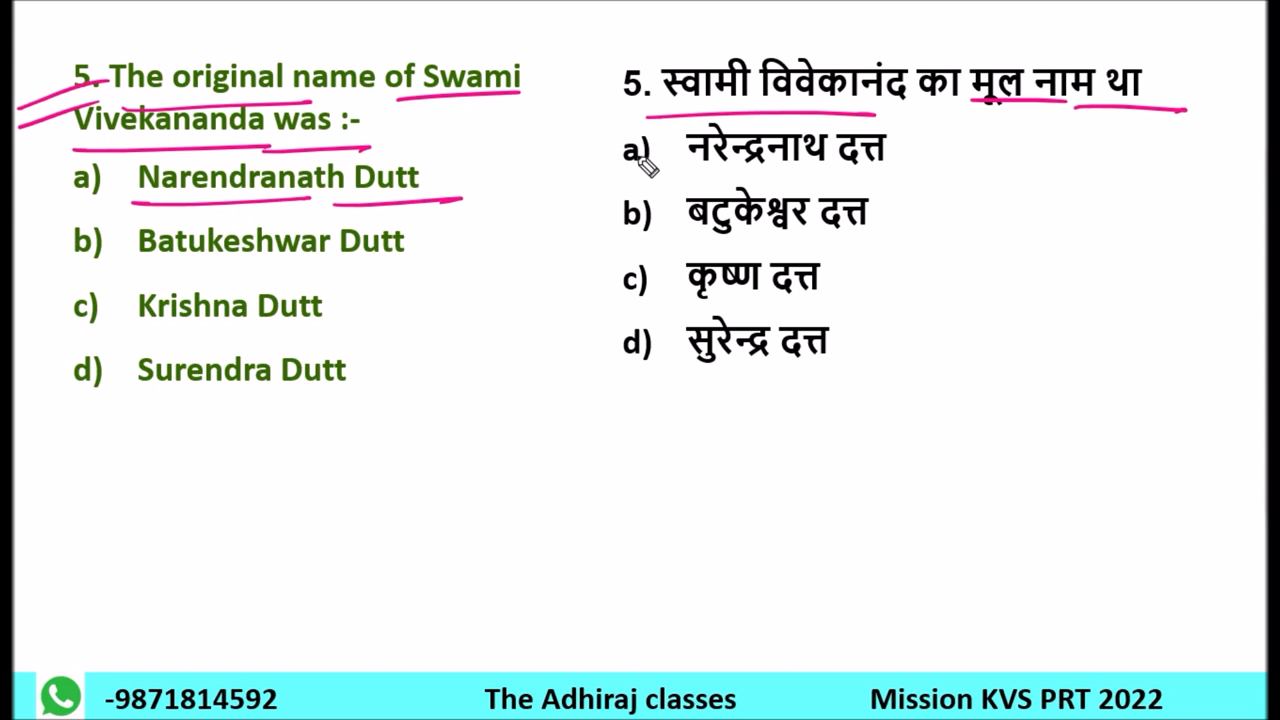 5. The original name of Swami
Vivekananda was :-
a) Narendranath Dutt
b) Batukeshwar Dutt
c) Krishna Dutt
d) Surendra Dutt
5. स्वामी विवेकानंद का मूल नाम था
a) नरेन्द्रनाथ दत्त
b) बटुकेश्वर दत्त
c) कृष्ण दत्त
d) सुरेन्द्र दत्त
-9871814592 The Adhiraj classes Mission KVS PRT 2022